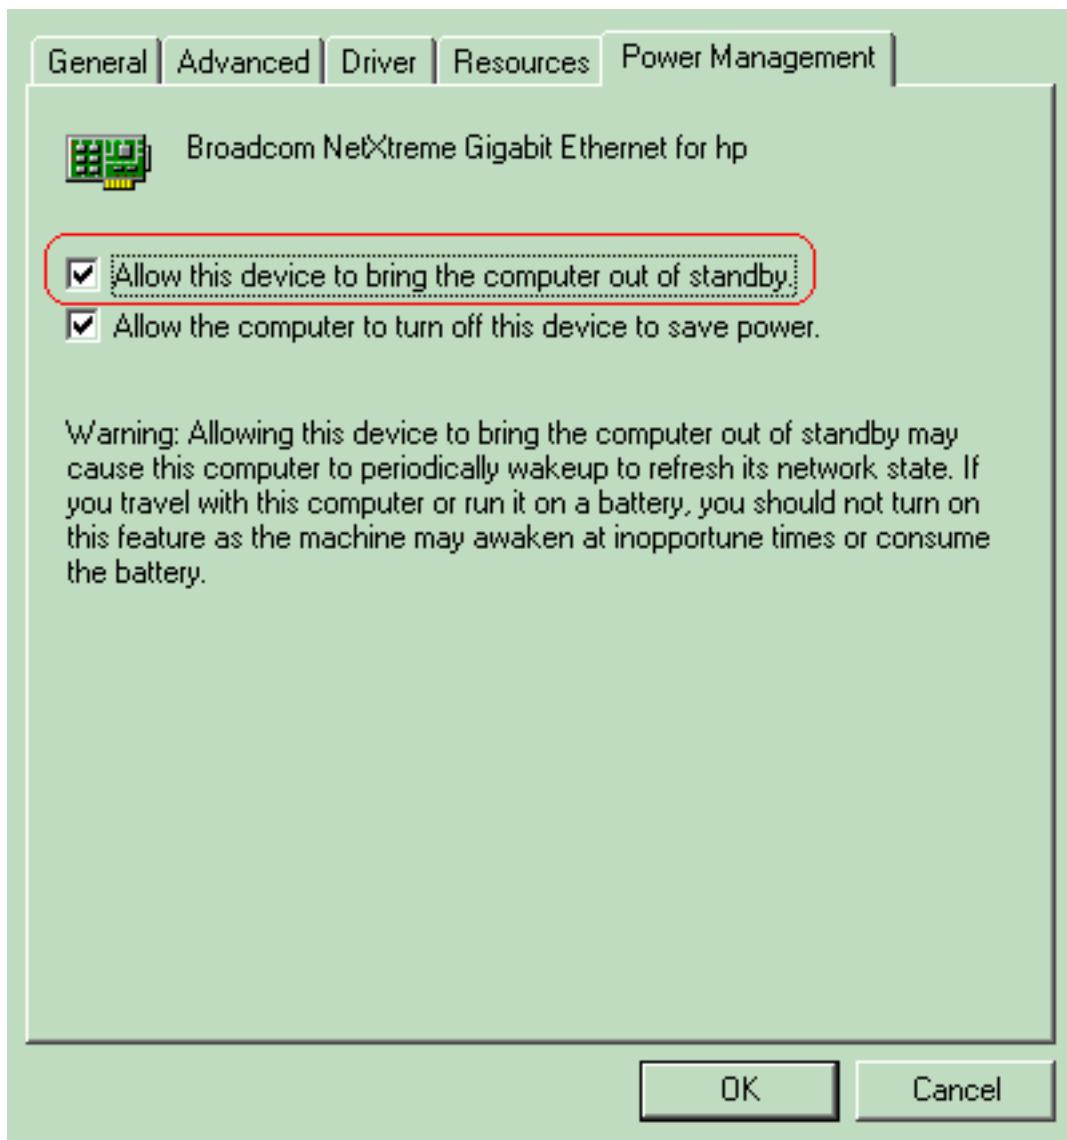 General Advanced Driver Resources Power Management
Broadcom NetXtreme Gigabit Ethernet for hp
Allow this device to bring the computer out of standby.
Allow the computer to turn off this device to save power.
Warning: Allowing this device to bring the computer out of standby may
cause this computer to periodically wakeup to refresh its network state. If
you travel with this computer or run it on a battery, you should not turn on
this feature as the machine may awaken at inopportune times or consume
the battery.
OK Cancel